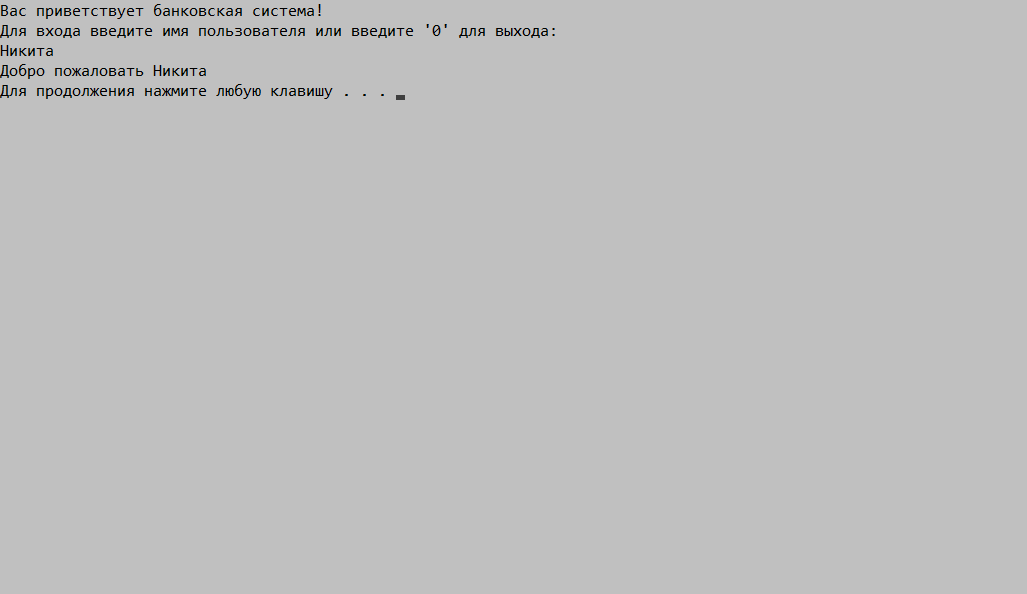 Вас приветствует банковская система!
Для входа введите имя пользователя или введите '0' для выхода:
Никита
Добро пожаловать Никита
Для продолжения нажмите любую клавишу . . .